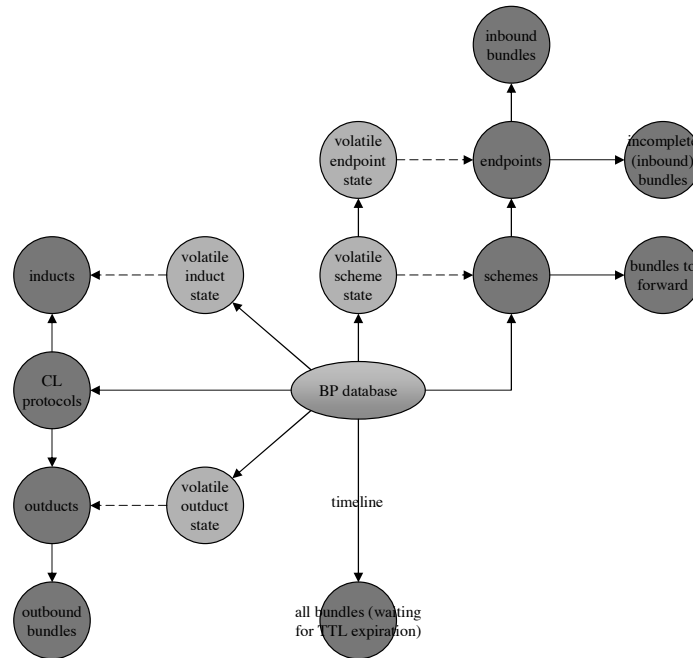 inbound
bundles
volatile
endpoint
state
endpoints
incomplete
(inbound)
bundles
inducts
volatile
induct
state
volatile
scheme
state
schemes
bundles to
forward
CL
protocols
BP database
outducts
volatile
outduct
state
timeline
outbound
bundles
all bundles (waiting
for TTL expiration)